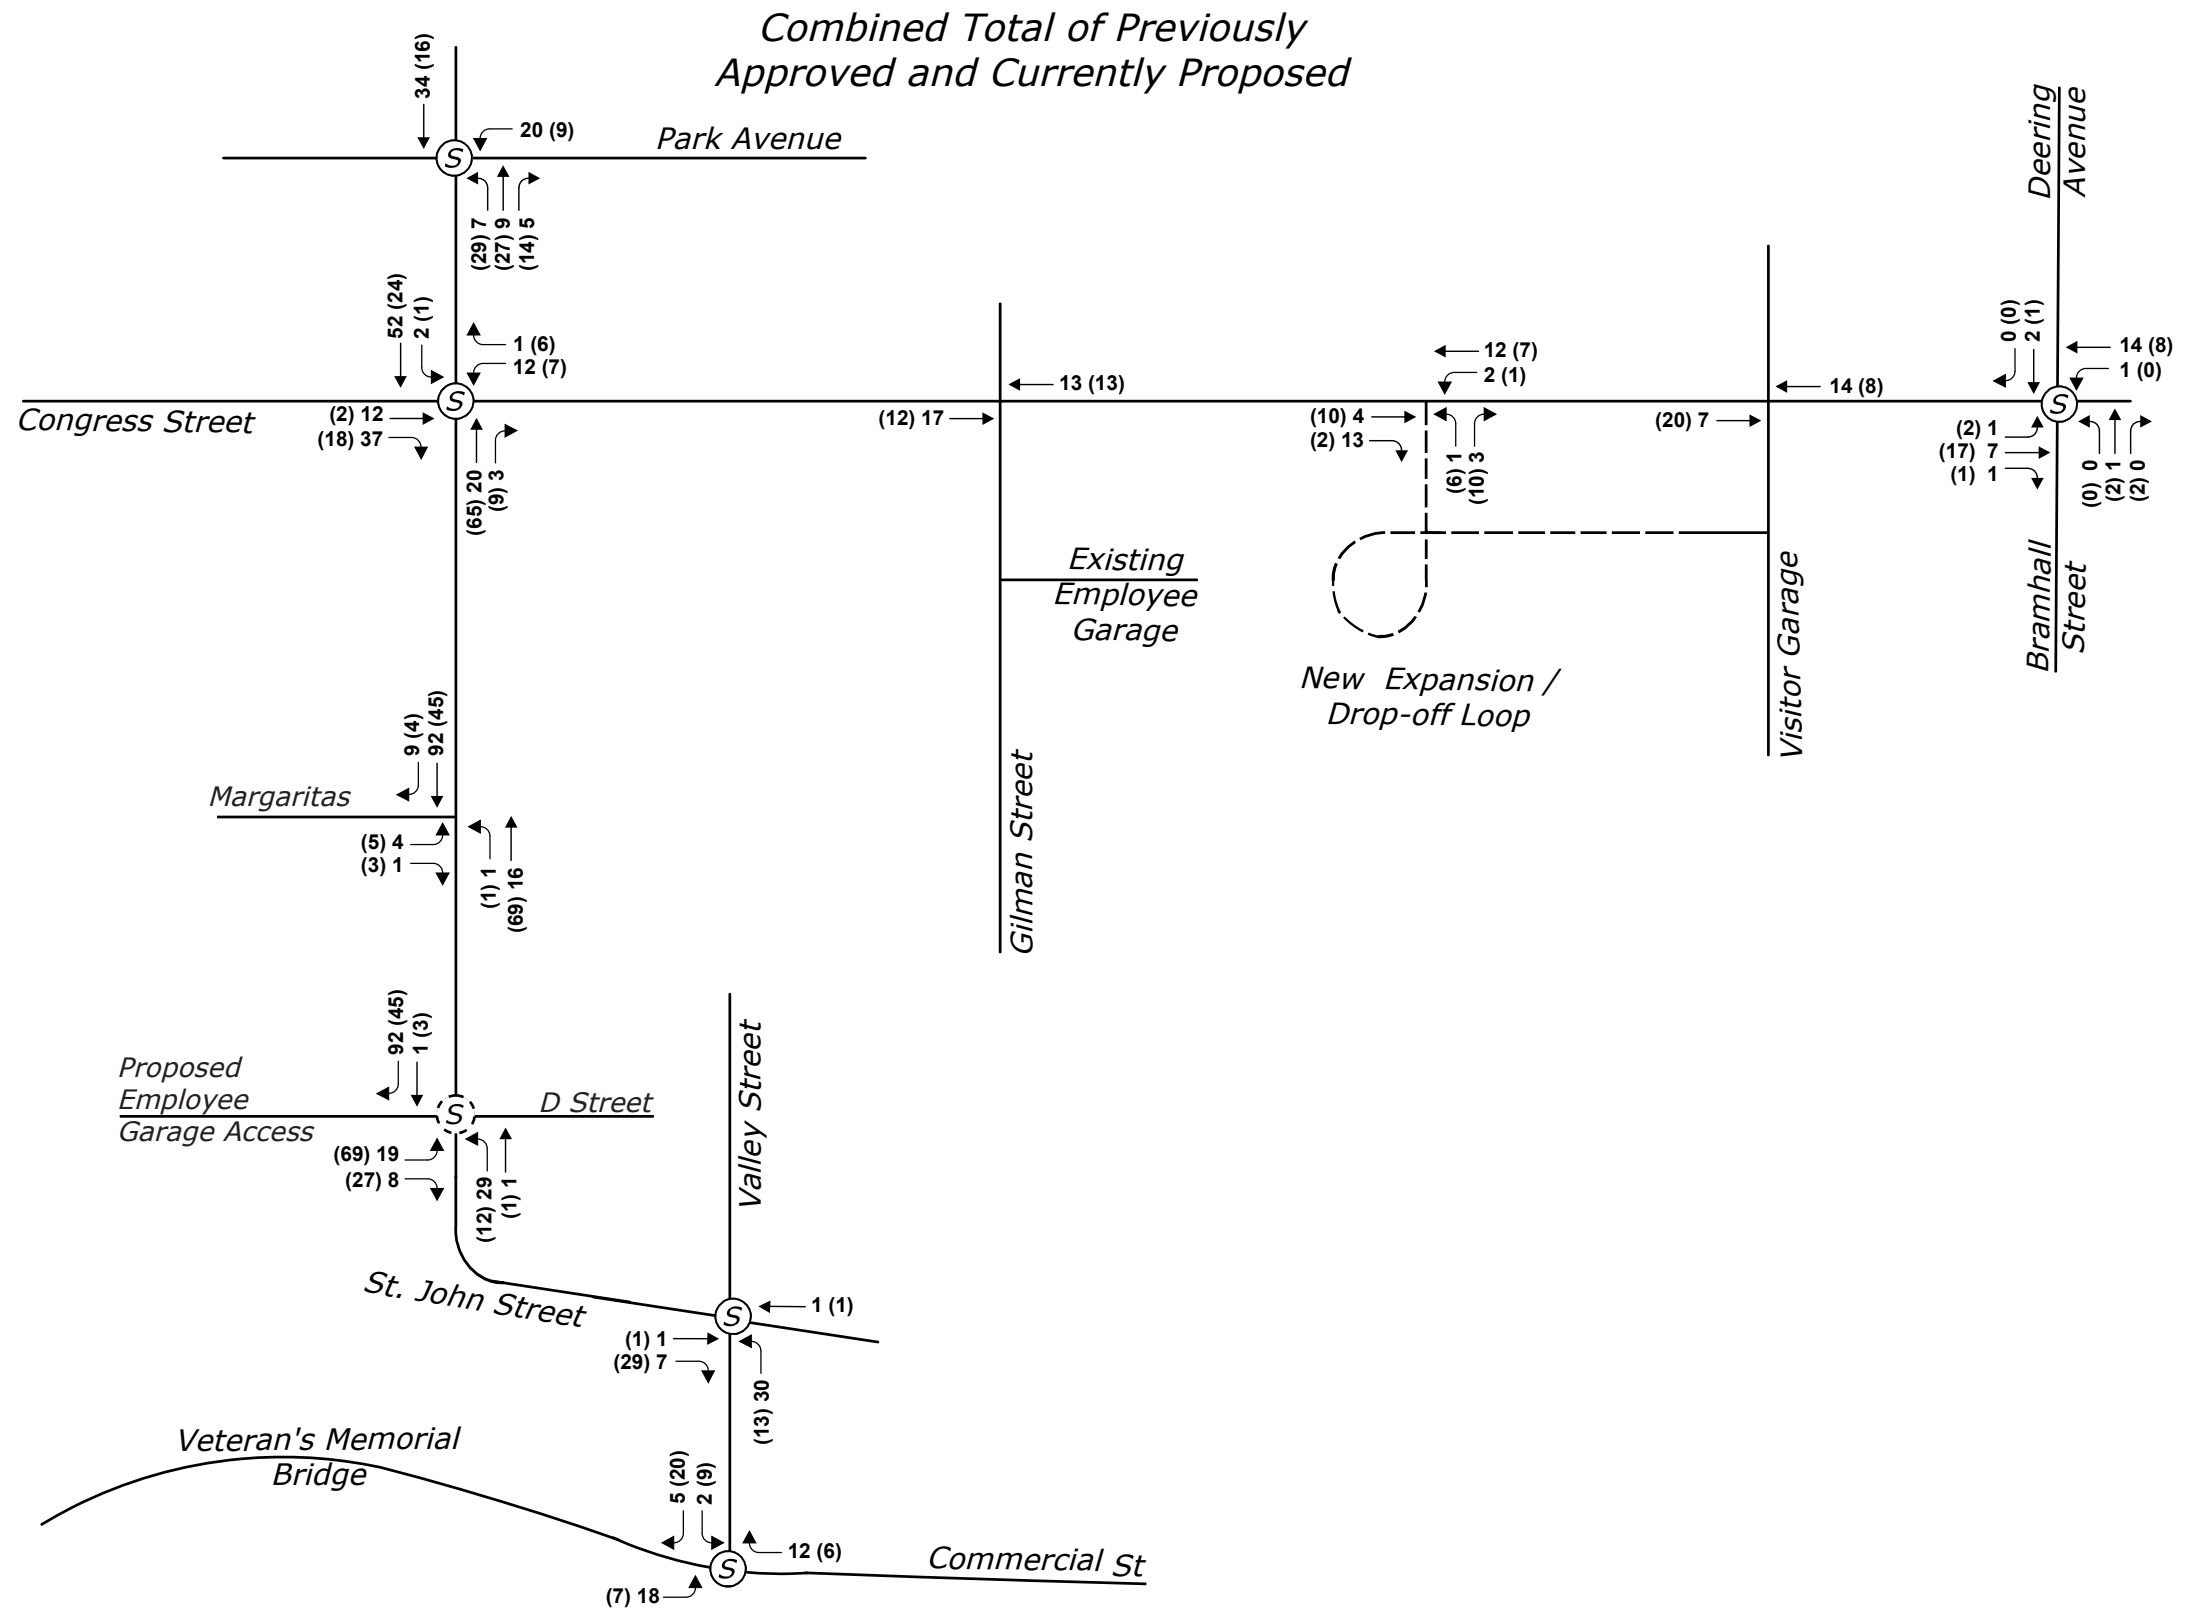 Combined Total of Previously
Approved and Currently Proposed
34 (16)
20 (9)
Park Avenue
S
(29) 7
(27) 9
(14) 5
Deering
Avenue
52 (24)
2 (1)
1 (6)
12 (7)
S
Congress Street
(2) 12
(18) 37
(65) 20
(9) 3
13 (13)
(12) 17
12 (7)
2 (1)
(10) 4
(2) 13
(6) 1
(10) 3
14 (8)
(20) 7
0 (0)
2 (1)
14 (8)
1 (0)
S
(2) 1
(17) 7
(1) 1
(0) 0
(2) 1
(2) 0
Existing
Employee
Garage
New Expansion /
Drop-off Loop
Visitor Garage
Bramhall
Street
9 (4)
92 (45)
Margaritas
(5) 4
(3) 1
(1) 1
(69) 16
Gilman Street
92 (45)
1 (3)
Proposed
Employee
Garage Access
S
D Street
(69) 19
(27) 8
(12) 29
(1) 1
Valley Street
St. John Street
S
1 (1)
(1) 1
(29) 7
(13) 30
Veteran's Memorial
Bridge
5 (20)
2 (9)
S
12 (6)
Commercial St
(7) 18